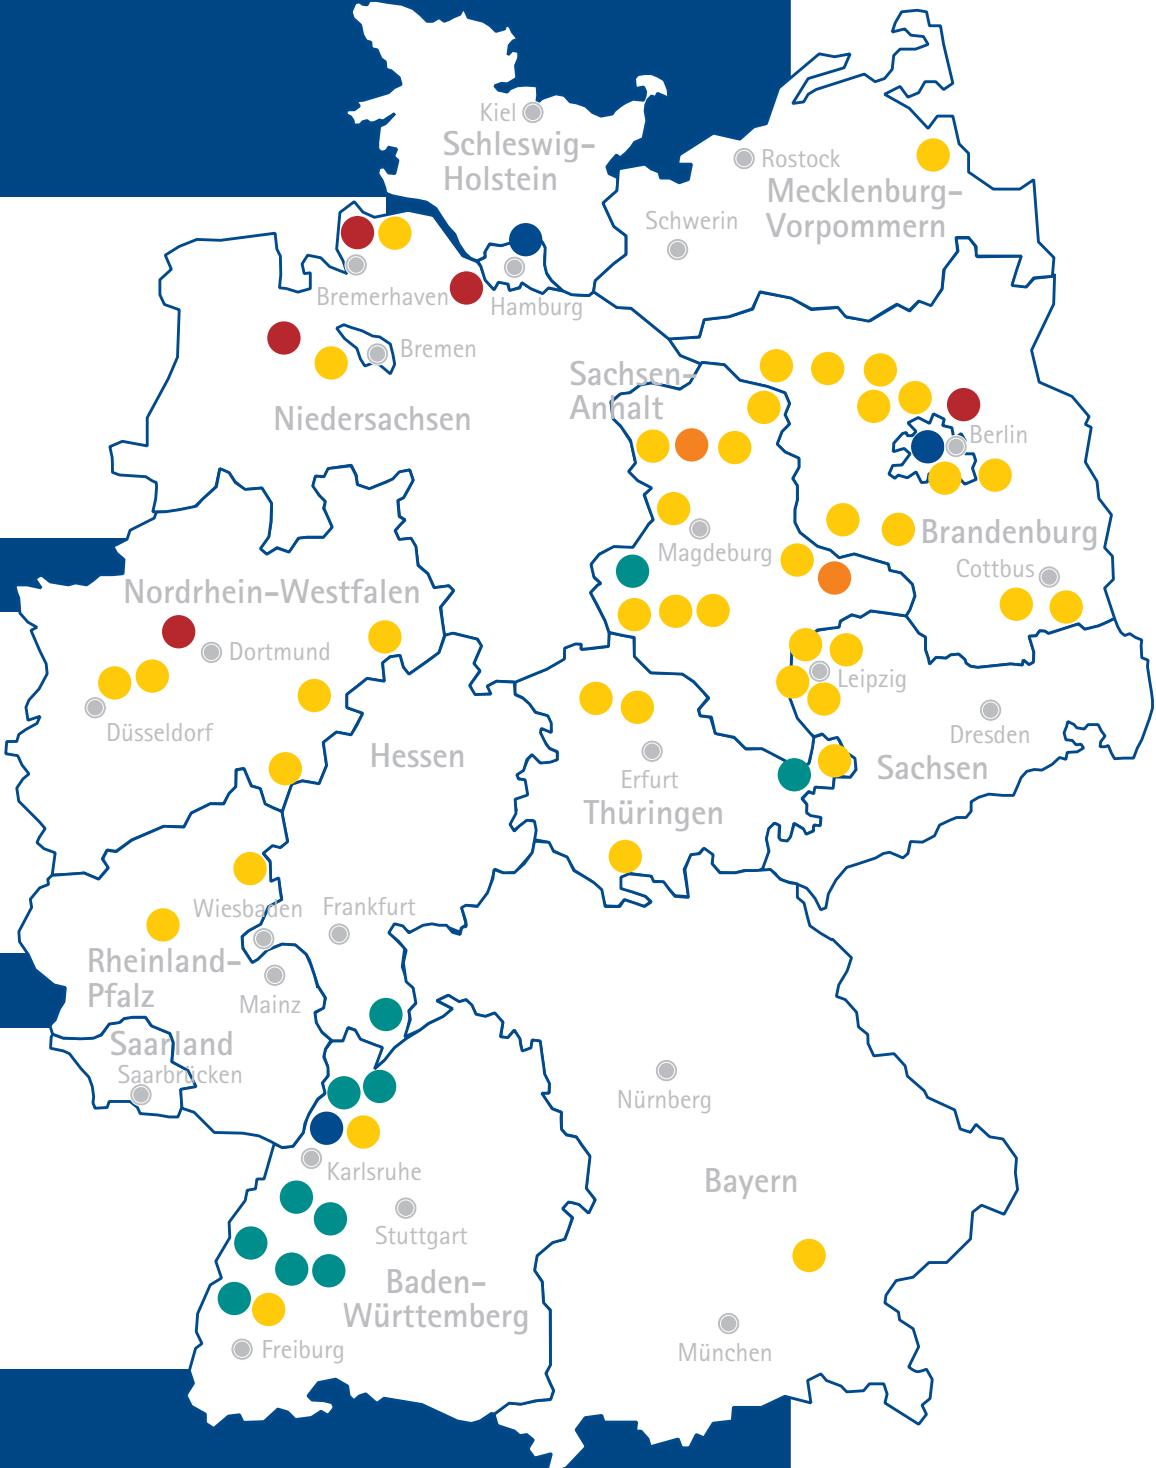 Kiel
Schleswig-
Holstein
Rostock
Mecklenburg-
Vorpommern
Schwerin
Bremerhaven
Hamburg
Bremen
Niedersachsen
Sachsen-
Anhalt
Berlin
Brandenburg
Magdeburg
Cottbus
Nordrhein-Westfalen
Dortmund
Düsseldorf
Hessen
Leipzig
Dresden
Sachsen
Erfurt
Thüringen
Wiesbaden
Frankfurt
Rheinland-
Pfalz
Mainz
Saarland
Saarbrücken
Nürnberg
Karlsruhe
Bayern
Stuttgart
Baden-
Württemberg
Freiburg
München